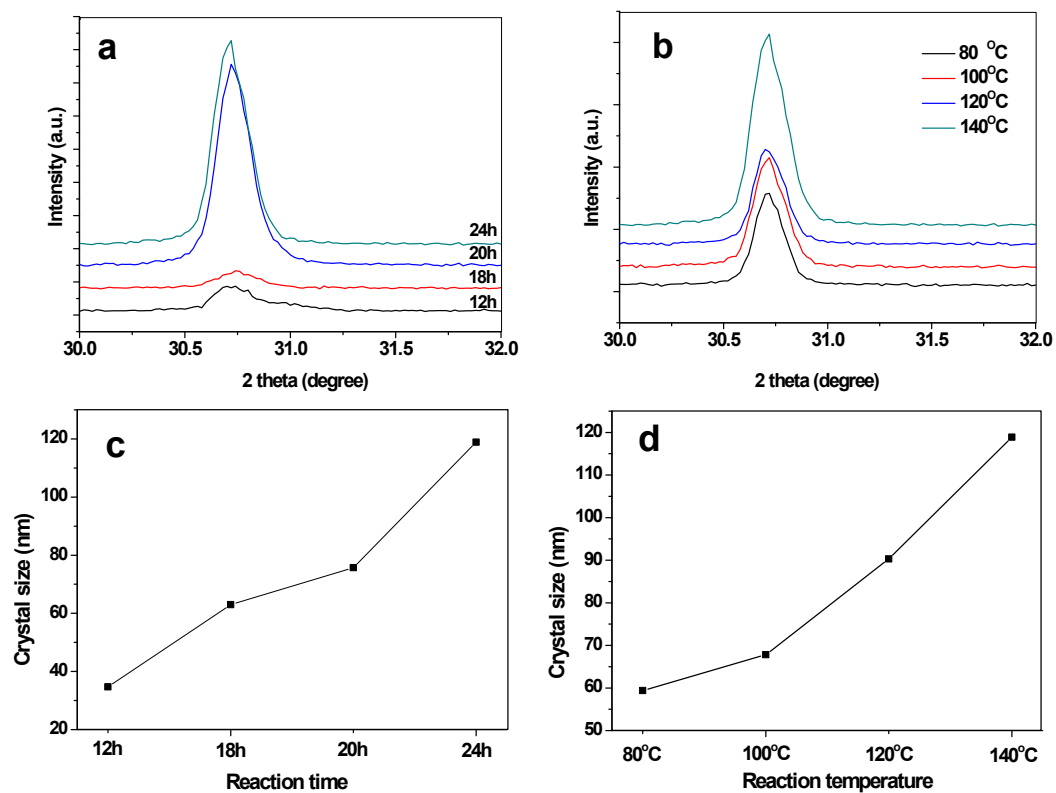 a
Intensity (a.u.)
24h
20h
18h
12h
30.0 30.5 31.0 31.5 32.0
2 theta (degree)
b
80 °C
100°C
120°C
140°C
Intensity (a.u.)
30.0 30.5 31.0 31.5 32.0
2 theta (degree)
c
Crystal size (nm)
120
100
80
60
40
20
12h 18h 20h 24h
Reaction time
d
Crystal size (nm)
120
110
100
90
80
70
60
50
80°C 100°C 120°C 140°C
Reaction temperature